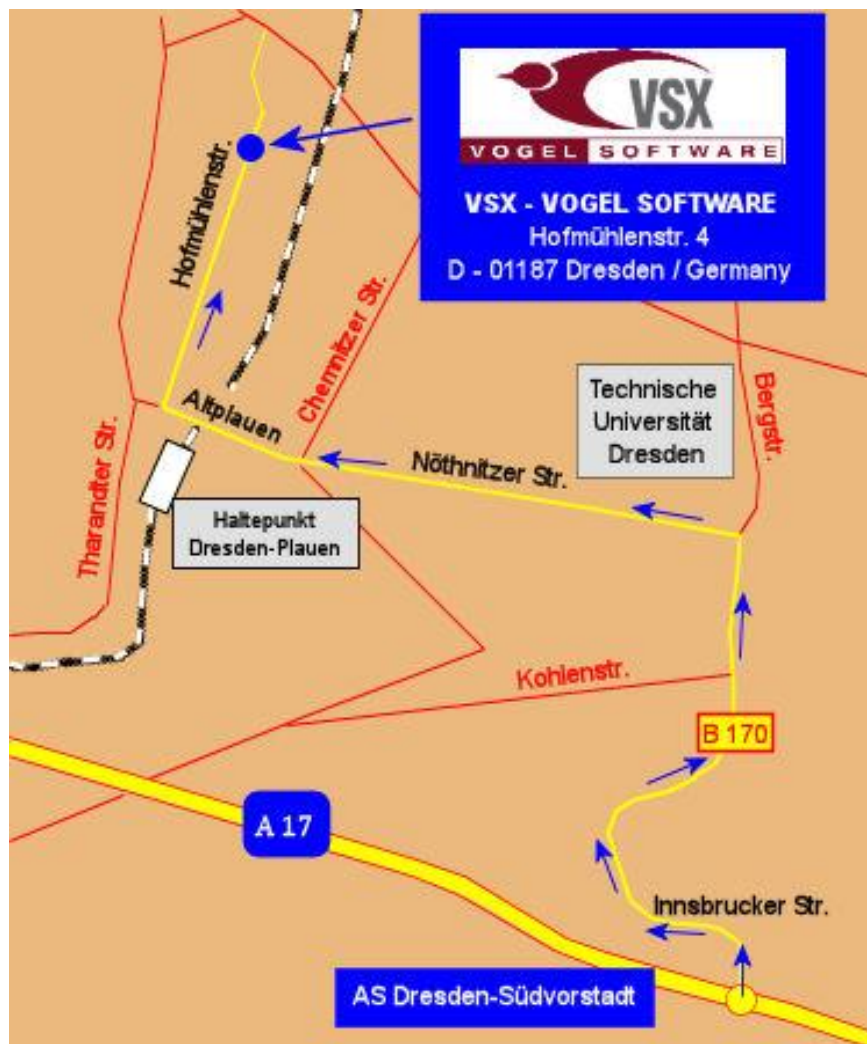 VSX
VOGEL SOFTWARE
VSX - VOGEL SOFTWARE
Hofmühlenstr. 4
D - 01187 Dresden / Germany
Hofmühlenstr.
Chemnitzer Str.
Technische
Universität
Dresden
Bergstr.
Altplauen
Nöthnitzer Str.
Tharandter Str.
Haltepunkt
Dresden-Plauen
Kohlenstr.
B 170
A 17
Innsbrucker Str.
AS Dresden-Südvorstadt